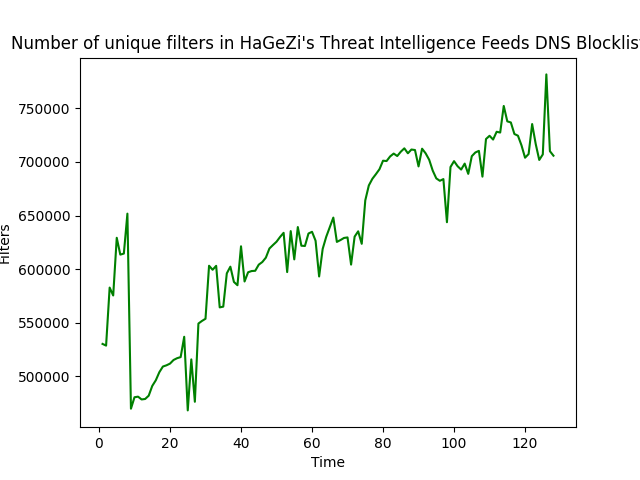 Number of unique filters in HaGeZi's Threat Intelligence Feeds DNS Blocklist
Filters
750000
700000
650000
600000
550000
500000
0 20 40 60 80 100 120
Time